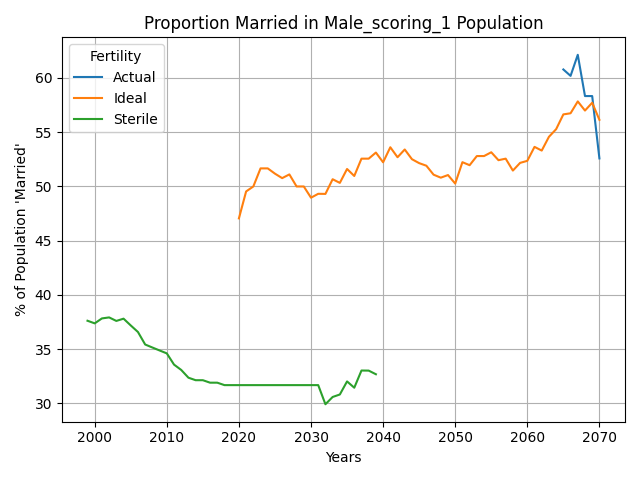 Proportion Married in Male_scoring_1 Population
Fertility
Actual
Ideal
Sterile
% of Population 'Married'
60
55
50
45
40
35
30
2000 2010 2020 2030 2040 2050 2060 2070
Years